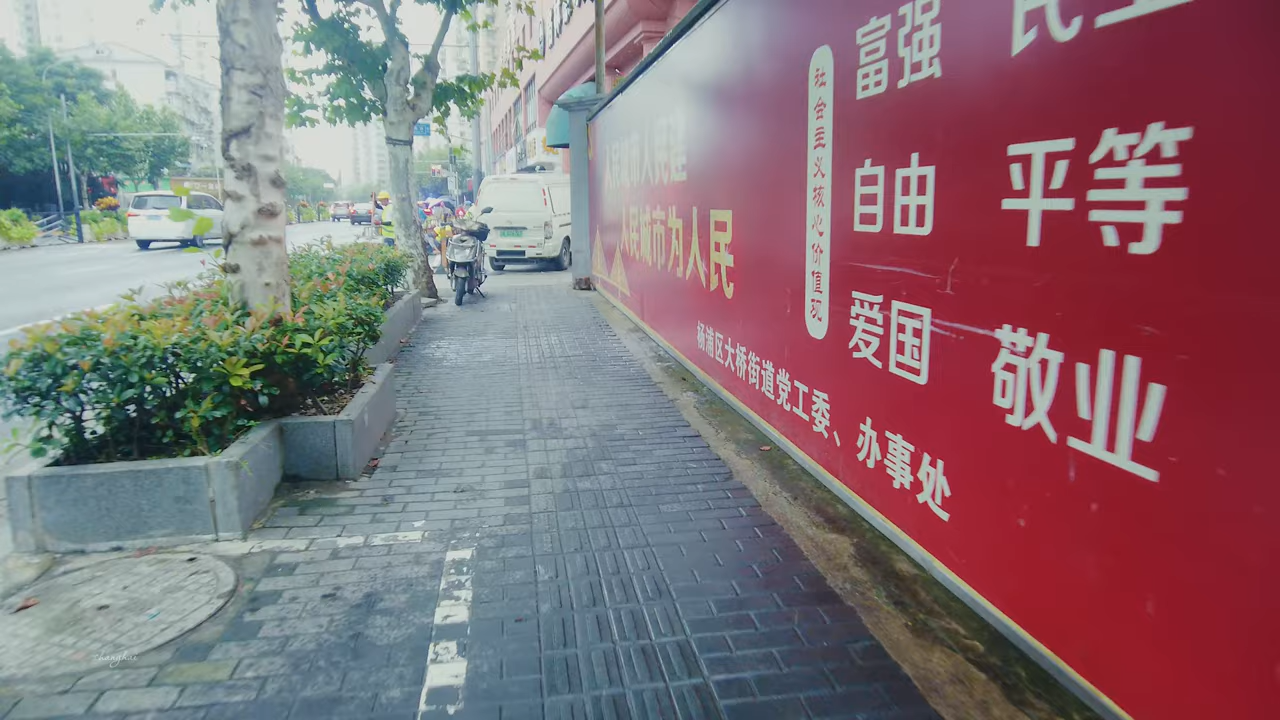 人民城市人民建
人民城市为人民
社会主义核心价值观
富强
自由 平等
爱国 敬业
杨浦区大桥街道党工委、办事处
Shanghai